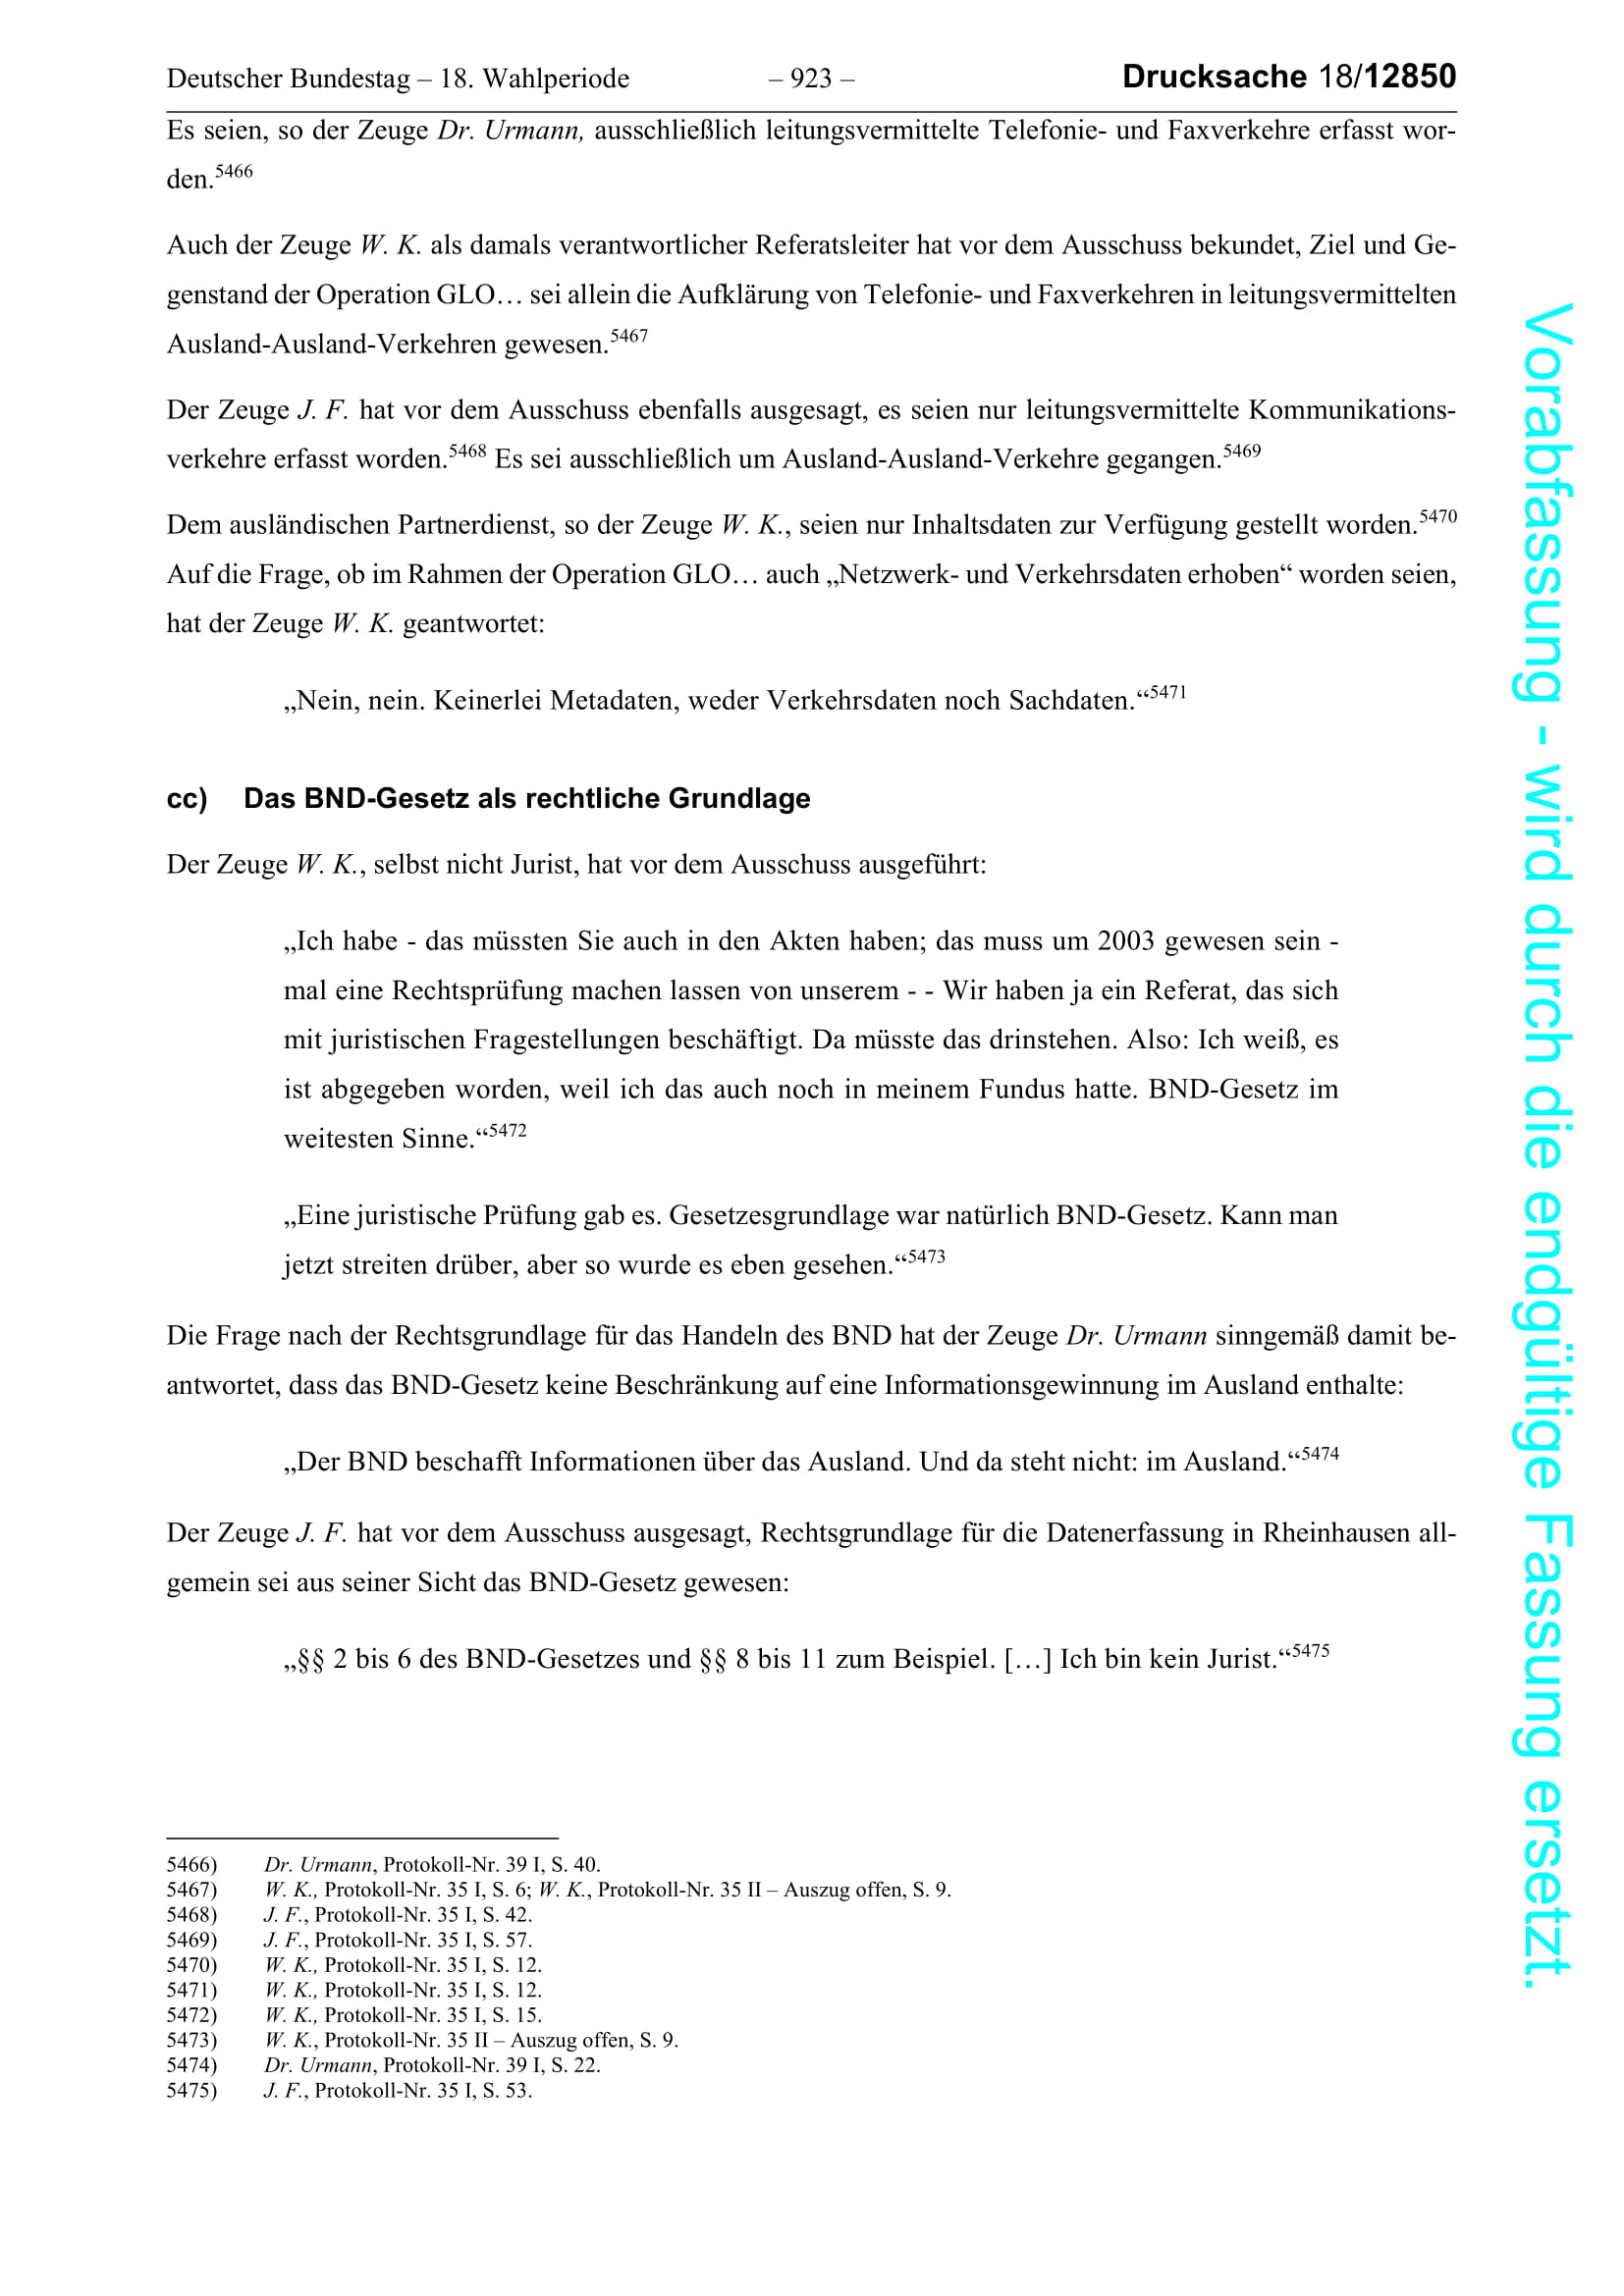 Deutscher Bundestag – 18. Wahlperiode – 923 – Drucksache 18/12850
Es seien, so der Zeuge Dr. Urmann, ausschließlich leitungsvermittelte Telefonie- und Faxverkehre erfasst wor-
den.5466
Auch der Zeuge W. K. als damals verantwortlicher Referatsleiter hat vor dem Ausschuss bekundet, Ziel und Ge-
genstand der Operation GLO… sei allein die Aufklärung von Telefonie- und Faxverkehren in leitungsvermittelten
Ausland-Ausland-Verkehren gewesen.5467
Der Zeuge J. F. hat vor dem Ausschuss ebenfalls ausgesagt, es seien nur leitungsvermittelte Kommunikations-
verkehre erfasst worden.5468 Es sei ausschließlich um Ausland-Ausland-Verkehre gegangen.5469
Dem ausländischen Partnerdienst, so der Zeuge W. K., seien nur Inhaltsdaten zur Verfügung gestellt worden.5470
Auf die Frage, ob im Rahmen der Operation GLO… auch „Netzwerk- und Verkehrsdaten erhoben“ worden seien,
hat der Zeuge W. K. geantwortet:
„Nein, nein. Keinerlei Metadaten, weder Verkehrsdaten noch Sachdaten.“5471
cc) Das BND-Gesetz als rechtliche Grundlage
Der Zeuge W. K., selbst nicht Jurist, hat vor dem Ausschuss ausgeführt:
„Ich habe - das müssten Sie auch in den Akten haben; das muss um 2003 gewesen sein -
mal eine Rechtsprüfung machen lassen von unserem - - Wir haben ja ein Referat, das sich
mit juristischen Fragestellungen beschäftigt. Da müsste das drinstehen. Also: Ich weiß, es
ist abgegeben worden, weil ich das auch noch in meinem Fundus hatte. BND-Gesetz im
weitesten Sinne.“5472
„Eine juristische Prüfung gab es. Gesetzesgrundlage war natürlich BND-Gesetz. Kann man
jetzt streiten drüber, aber so wurde es eben gesehen.“5473
Die Frage nach der Rechtsgrundlage für das Handeln des BND hat der Zeuge Dr. Urmann sinngemäß damit be-
antwortet, dass das BND-Gesetz keine Beschränkung auf eine Informationsgewinnung im Ausland enthalte:
„Der BND beschafft Informationen über das Ausland. Und da steht nicht: im Ausland.“5474
Der Zeuge J. F. hat vor dem Ausschuss ausgesagt, Rechtsgrundlage für die Datenerfassung in Rheinhausen all-
gemein sei aus seiner Sicht das BND-Gesetz gewesen:
„§§ 2 bis 6 des BND-Gesetzes und §§ 8 bis 11 zum Beispiel. […] Ich bin kein Jurist.“5475
5466) Dr. Urmann, Protokoll-Nr. 39 I, S. 40.
5467) W. K., Protokoll-Nr. 35 I, S. 6; W. K., Protokoll-Nr. 35 II – Auszug offen, S. 9.
5468) J. F., Protokoll-Nr. 35 I, S. 42.
5469) J. F., Protokoll-Nr. 35 I, S. 57.
5470) W. K., Protokoll-Nr. 35 I, S. 12.
5471) W. K., Protokoll-Nr. 35 I, S. 12.
5472) W. K., Protokoll-Nr. 35 I, S. 15.
5473) W. K., Protokoll-Nr. 35 II – Auszug offen, S. 9.
5474) Dr. Urmann, Protokoll-Nr. 39 I, S. 22.
5475) J. F., Protokoll-Nr. 35 I, S. 53.
Vorabfassung - wird durch die endgültige Fassung ersetzt.